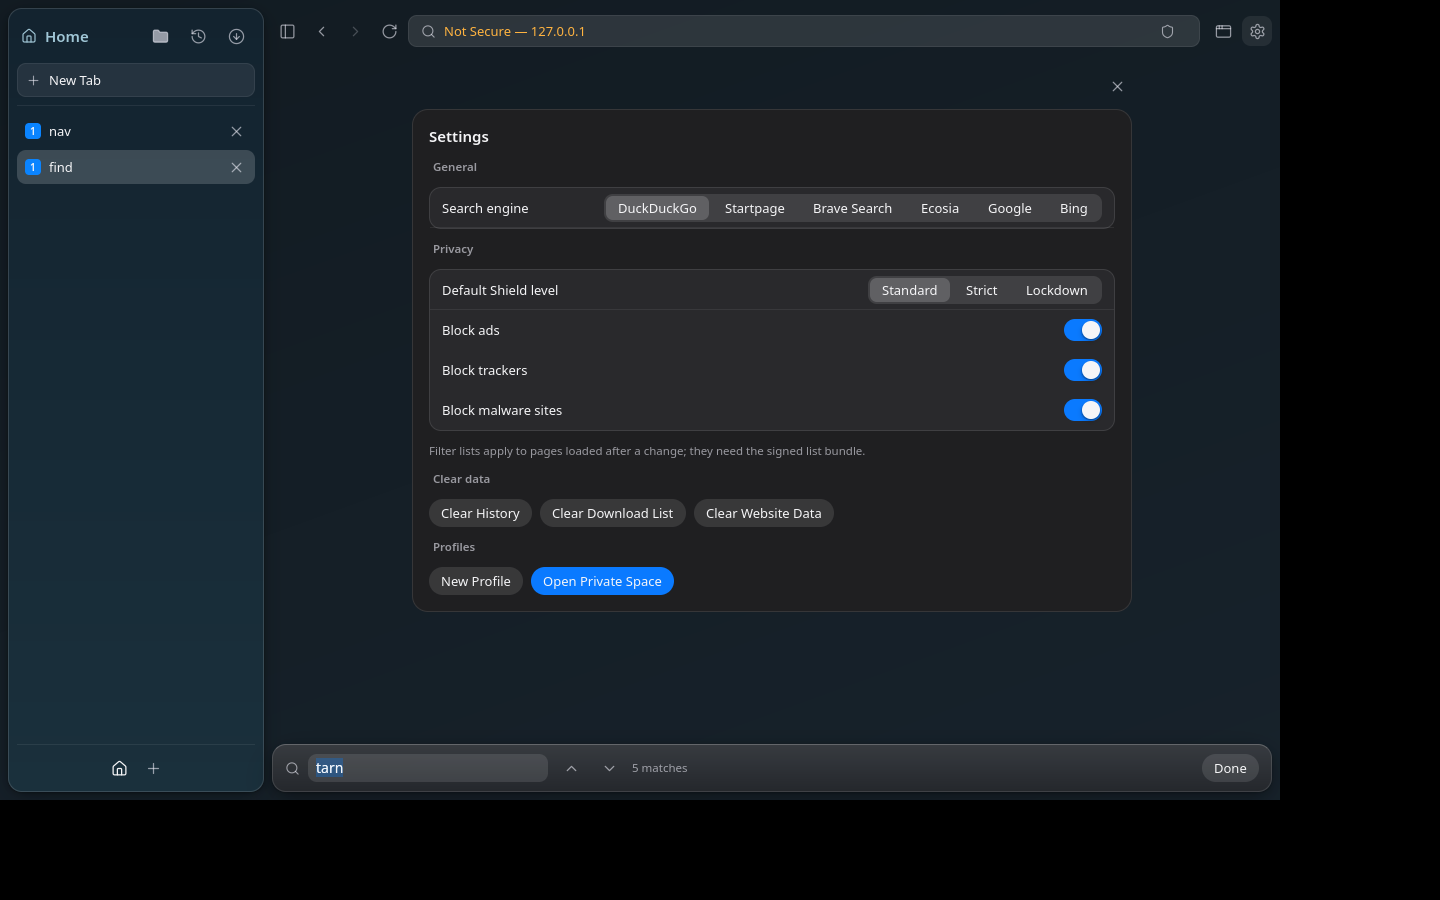 Home
Not Secure — 127.0.0.1
New Tab
1 nav
1 find
Settings
General
Search engine DuckDuckGo Startpage Brave Search Ecosia Google Bing
Privacy
Default Shield level Standard Strict Lockdown
Block ads
Block trackers
Block malware sites
Filter lists apply to pages loaded after a change; they need the signed list bundle.
Clear data
Clear History Clear Download List Clear Website Data
Profiles
New Profile Open Private Space
tarn 5 matches Done